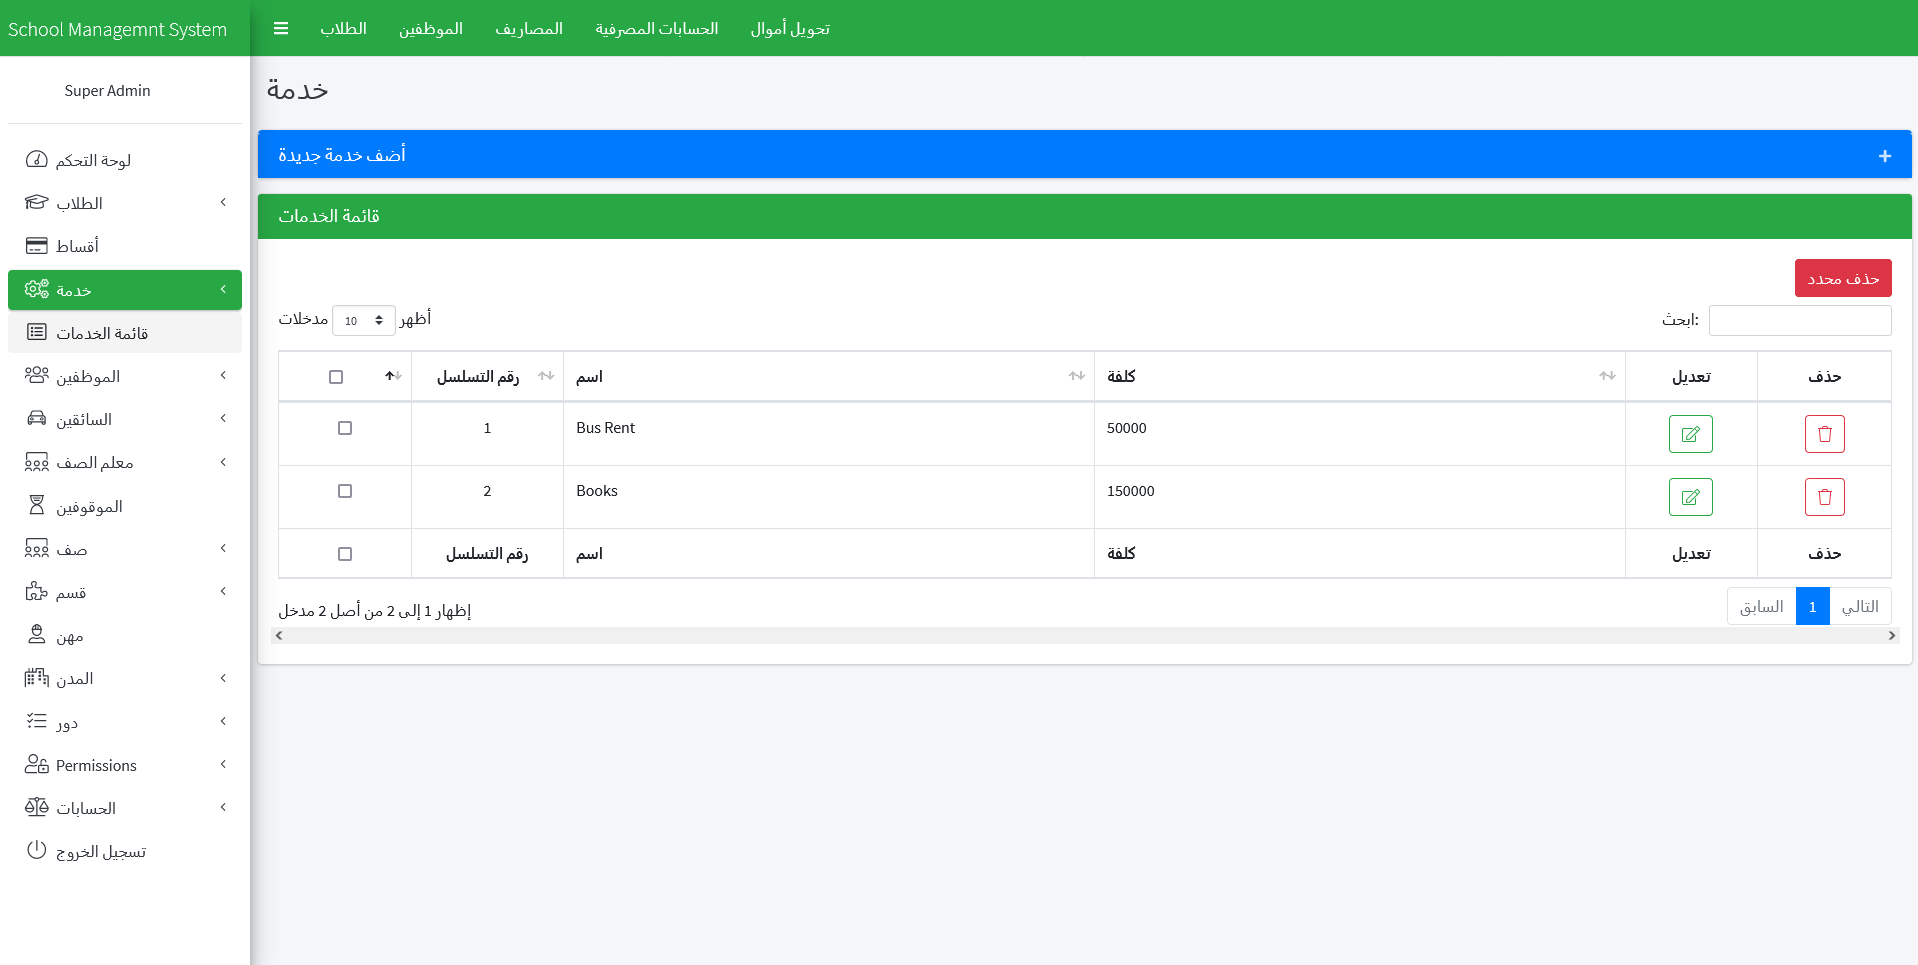 School Managemnt System
الطلاب
الموظفين
المصاريف
الحسابات المصرفية
تحويل أموال
Super Admin
لوحة التحكم
الطلاب
أقساط
خدمة
قائمة الخدمات
الموظفين
السائقين
معلم الصف
الموقوفين
صف
قسم
مهن
المدن
دور
Permissions
الحسابات
تسجيل الخروج
خدمة
أضف خدمة جديدة
قائمة الخدمات
حذف محدد
أظهر 10 مدخلات
ابحث:
رقم التسلسل اسم كلفة تعديل حذف
1 Bus Rent 50000
2 Books 150000
رقم التسلسل اسم كلفة تعديل حذف
إظهار 1 إلى 2 من أصل 2 مدخل
السابق 1 التالي